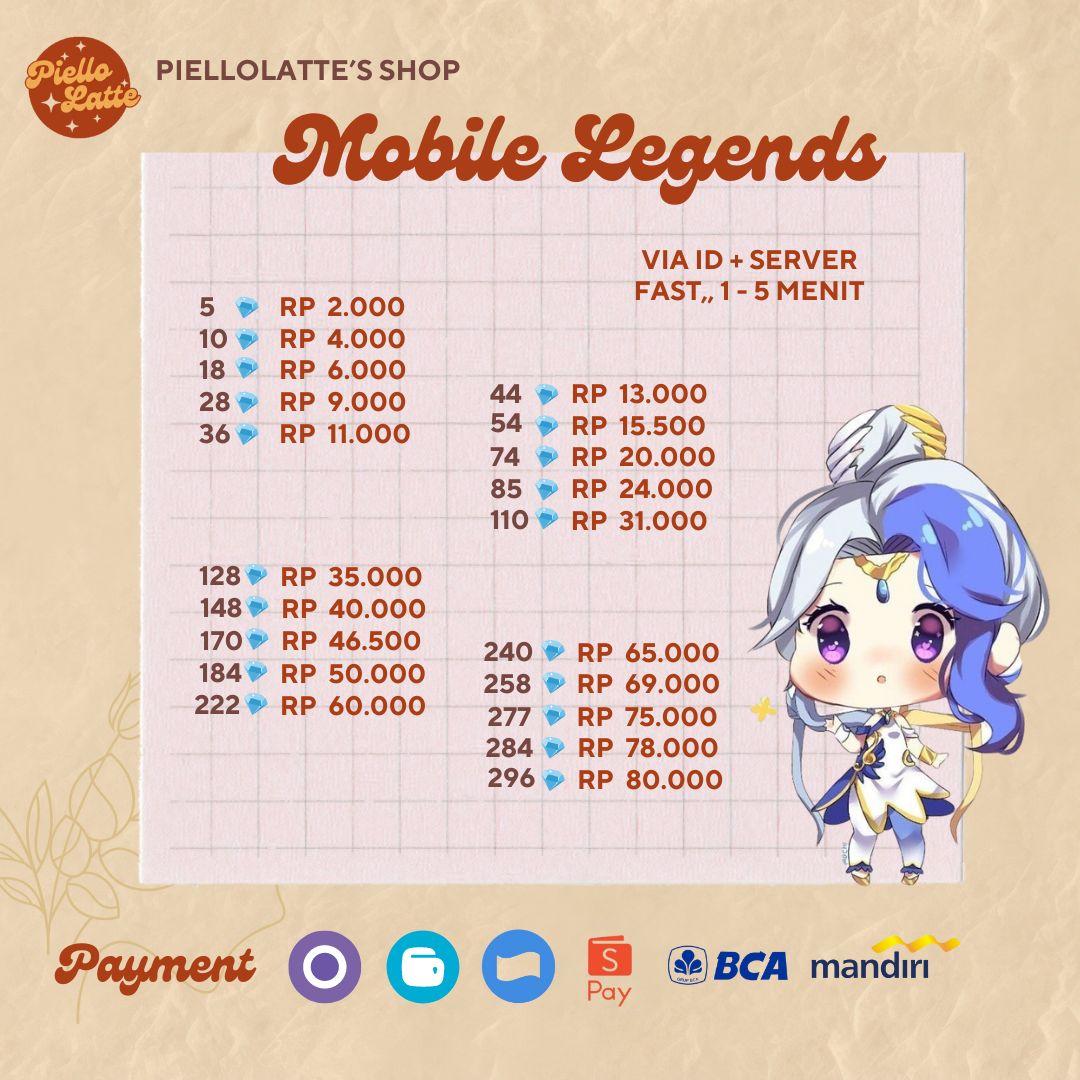 Piello
Latte
PIELLOLATTE'S SHOP
Mobile Legends
VIA ID + SERVER
FAST,, 1 - 5 MENIT
5 💎 RP 2.000
10 💎 RP 4.000
18 💎 RP 6.000
28 💎 RP 9.000
36 💎 RP 11.000
44 💎 RP 13.000
54 💎 RP 15.500
74 💎 RP 20.000
85 💎 RP 24.000
110 💎 RP 31.000
128 💎 RP 35.000
148 💎 RP 40.000
170 💎 RP 46.500
184 💎 RP 50.000
222 💎 RP 60.000
240 💎 RP 65.000
258 💎 RP 69.000
277 💎 RP 75.000
284 💎 RP 78.000
296 💎 RP 80.000
Payment
S
Pay
BCA
mandiri